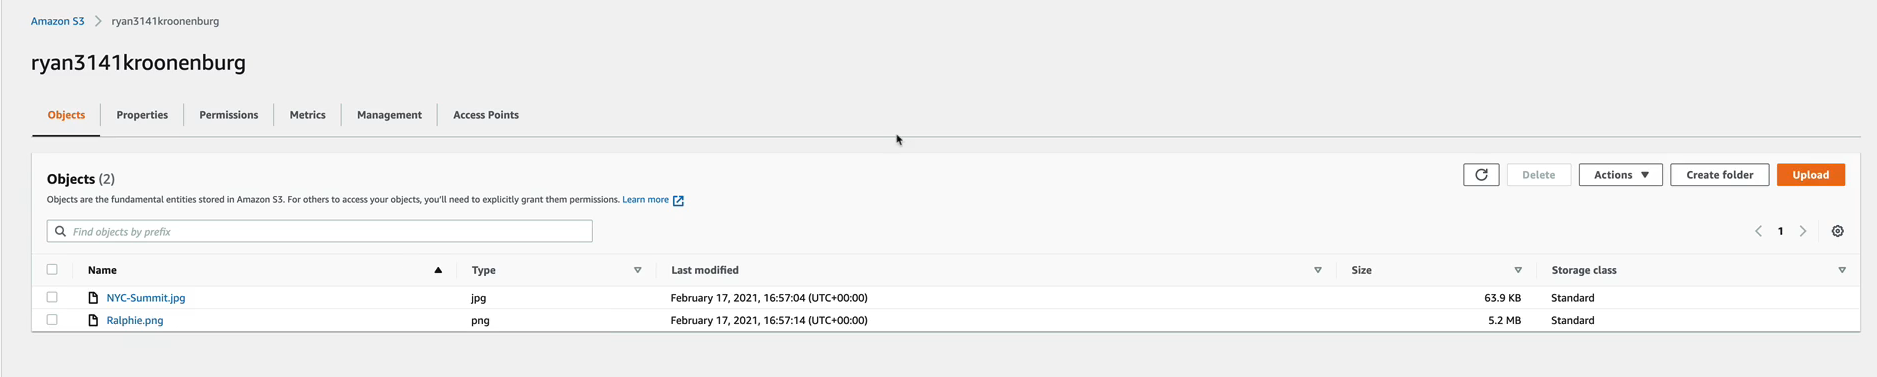 Amazon S3 > ryan3141kroonenburg
ryan3141kroonenburg
Objects Properties Permissions Metrics Management Access Points
Objects (2) Delete Actions Create folder Upload
Objects are the fundamental entities stored in Amazon S3. For others to access your objects, you'll need to explicitly grant them permissions. Learn more
Find objects by prefix < 1 >
Name Type Last modified Size Storage class
NYC-Summit.jpg jpg February 17, 2021, 16:57:04 (UTC+00:00) 63.9 KB Standard
Ralphie.png png February 17, 2021, 16:57:14 (UTC+00:00) 5.2 MB Standard